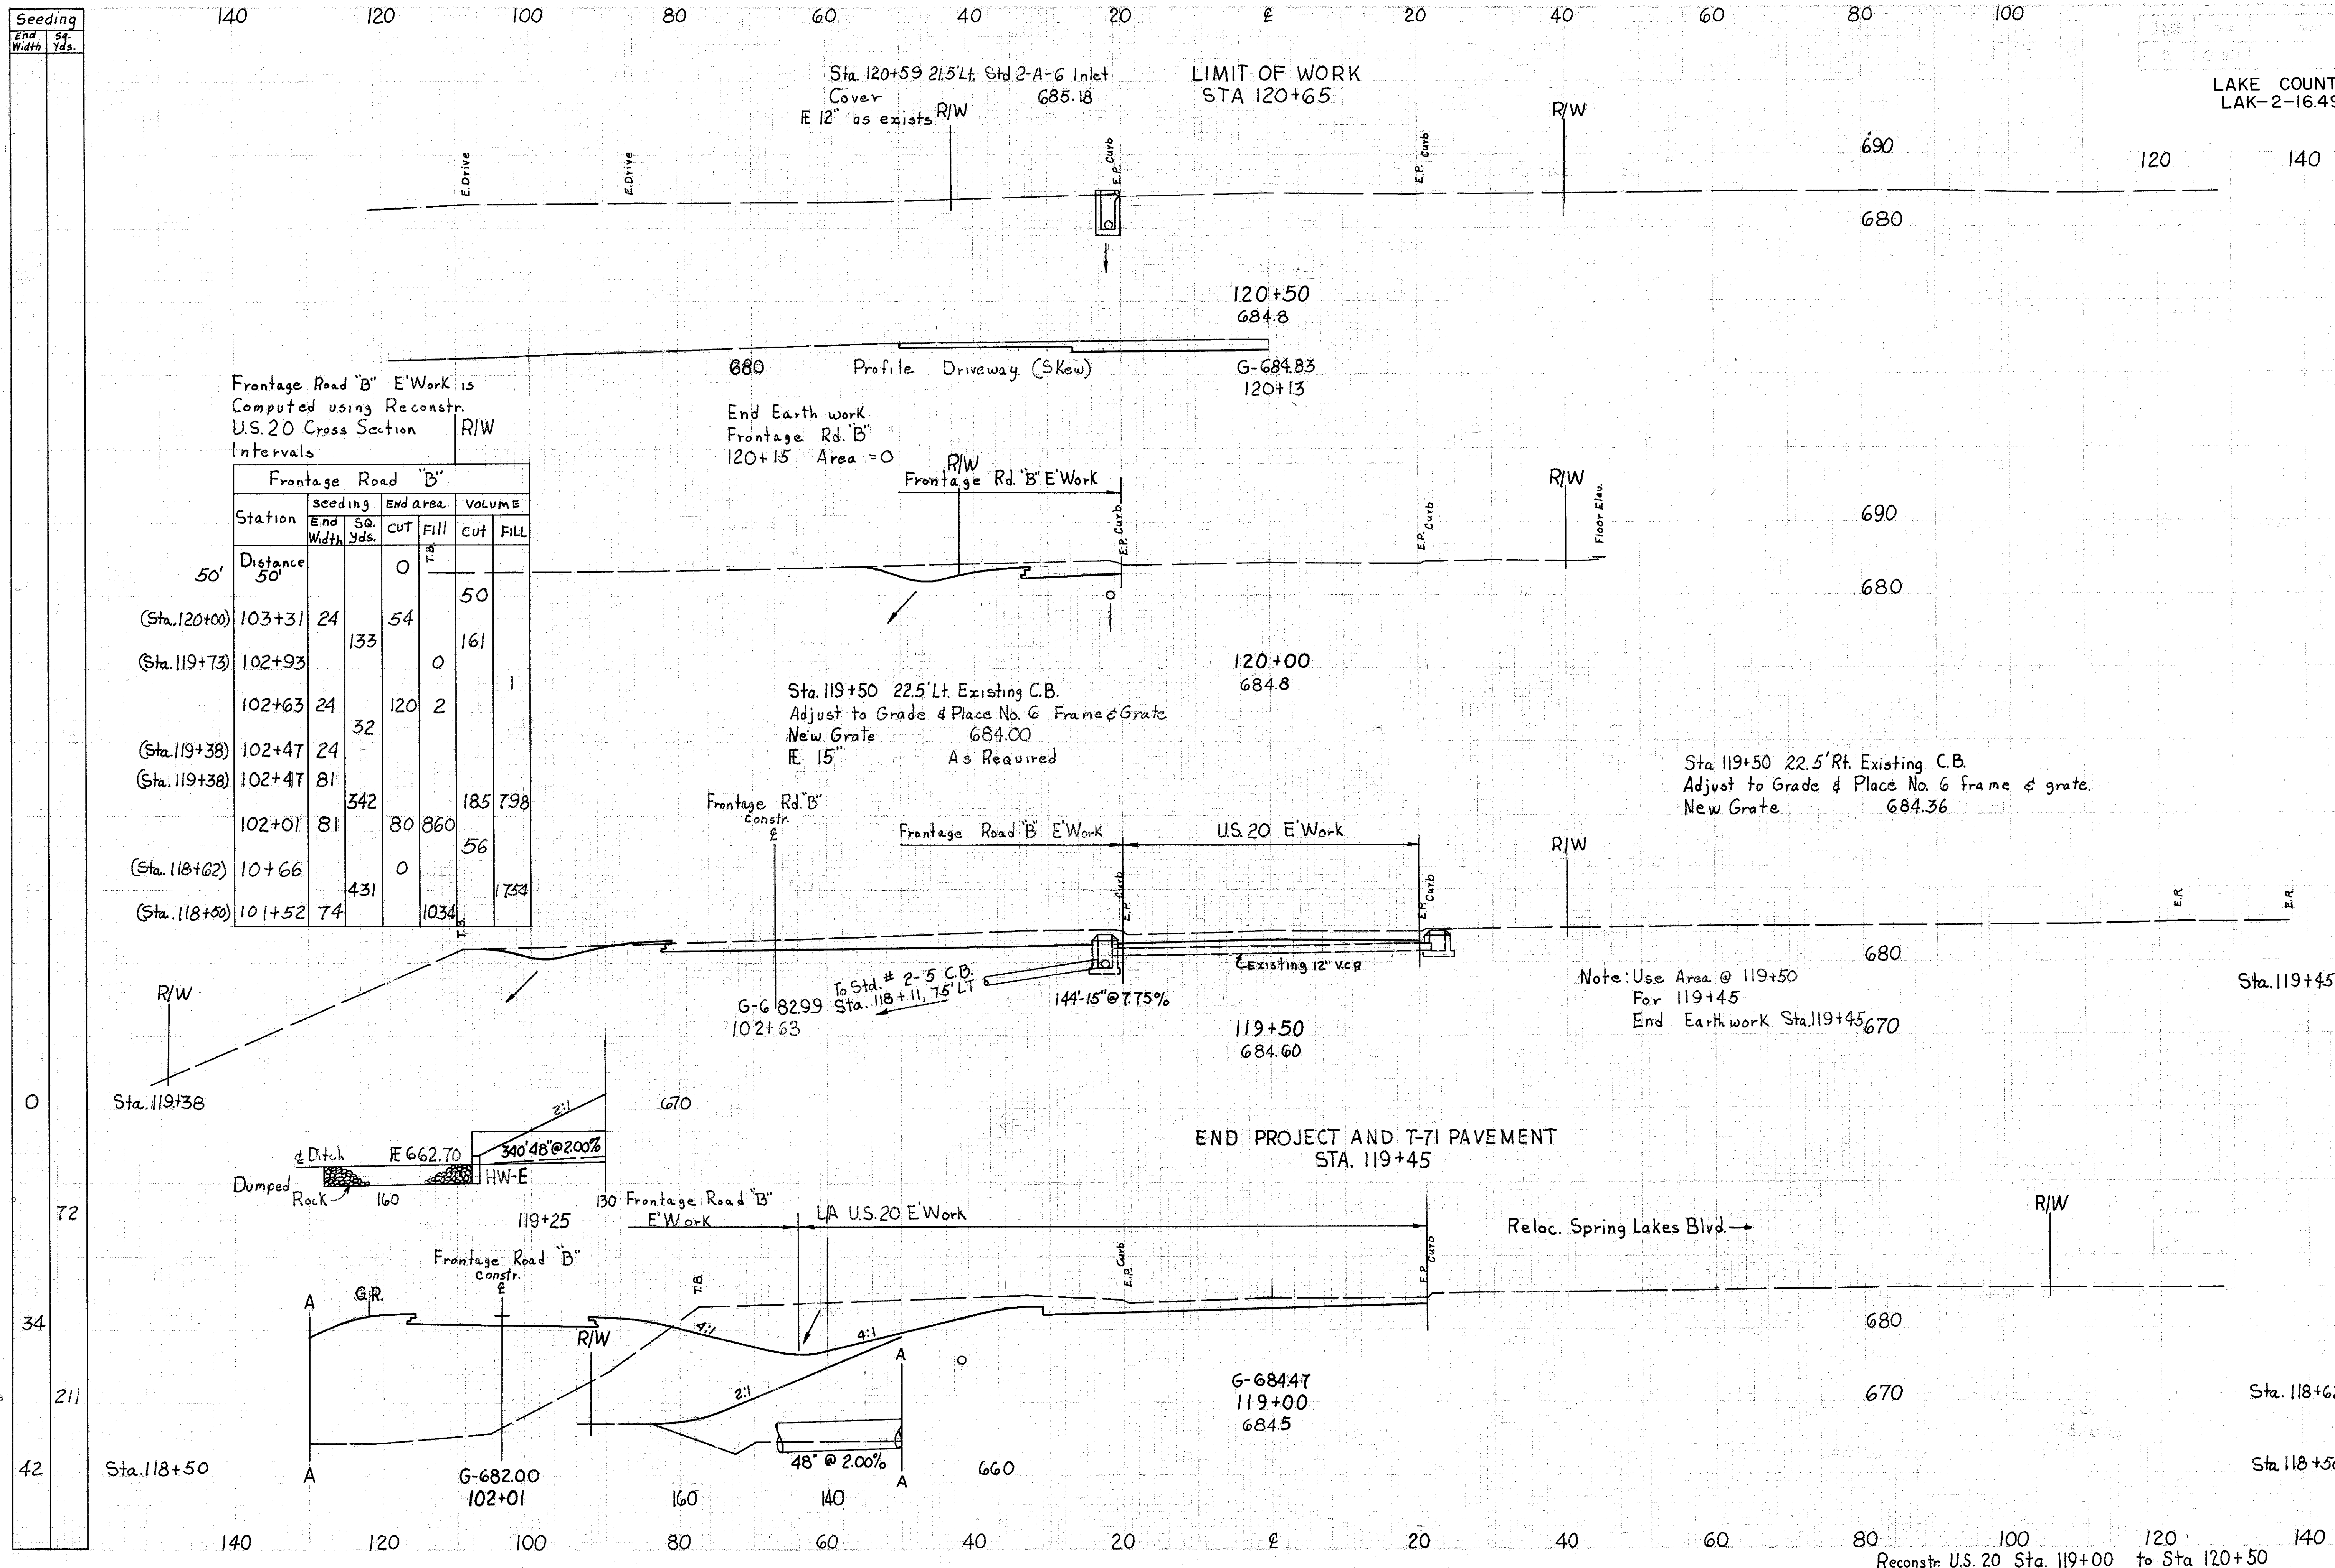 Seeding
End Width Sq. Yds.
140 120 100 80 60 40 20 ℄ 20 40 60 80 100
LAKE COUNT
LAK-2-16.49
Sta. 120+59 21.5' Lt. Std 2-A-6 Inlet
Cover 685.18
℄ 12" as exists
LIMIT OF WORK
STA 120+65
R/W
R/W
E.Drive
E.Drive
E.P. Curb
E.P. Curb
690
120 140
680
120+50
684.8
680
Profile Driveway (Skew)
G-684.83
120+13
Frontage Road "B" E'Work is
Computed using Reconstr.
U.S. 20 Cross Section
Intervals
R/W
End Earth work
Frontage Rd. "B"
120+15 Area =0
R/W
Frontage Rd. "B" E'Work
R/W
Floor Elev.
E.P. Curb
E.P. Curb
690
680
T.B.
Frontage Road "B"
Station Seeding End area VOLUME
End Width SQ. Yds. CUT Fill Cut FILL
50' Distance 50' 0
50
(Sta. 120+00) 103+31 24 54
133 161
(Sta. 119+73) 102+93 0
1
102+63 24 120 2
32
(Sta. 119+38) 102+47 24
(Sta. 119+38) 102+47 81
342 185 798
102+01 81 80 860
56
(Sta. 118+62) 10+66 0
431 1754
(Sta. 118+50) 101+52 74 1034
120+00
684.8
Sta. 119+50 22.5' Lt. Existing C.B.
Adjust to Grade & Place No. 6 Frame & Grate
New Grate 684.00
15" As Required
Sta 119+50 22.5' Rt. Existing C.B.
Adjust to Grade & Place No. 6 frame & grate.
New Grate 684.36
Frontage Rd. "B"
Constr.
℄
Frontage Road "B" E'Work
U.S. 20 E'Work
R/W
E.P. Curb
E.P. Curb
E.R.
E.R.
T.B.
680
Existing 12" V.C.P.
R/W
To Std. # 2-5 C.B.
Sta. 118+11, 75' LT
144'-15" @ 7.75%
G-682.99
102+63
119+50
684.60
Note: Use Area @ 119+50
For 119+45
End Earthwork Sta. 119+45
670
Sta. 119+45
0
Sta. 119+38
2:1
670
END PROJECT AND T-71 PAVEMENT
STA. 119+45
℄ Ditch
662.70
340' 48" @ 2.00%
HW-E
Dumped
Rock
160
130
119+25
72
Frontage Road "B"
E'Work
L/A U.S. 20 E'Work
Reloc. Spring Lakes Blvd.
R/W
Frontage Road "B"
Constr.
℄
T.B.
E.P. Curb
E.P. Curb
A
G.R.
34
R/W
4:1
4:1
A
680
2:1
G-684.47
119+00
684.5
211
670
Sta. 118+62
48" @ 2.00%
42
Sta. 118+50
A
G-682.00
102+01
A
660
160 140
Sta 118+50
140 120 100 80 60 40 20 ℄ 20 40 60 80 100 120 140
Reconstr. U.S. 20 Sta. 119+00 to Sta 120+50